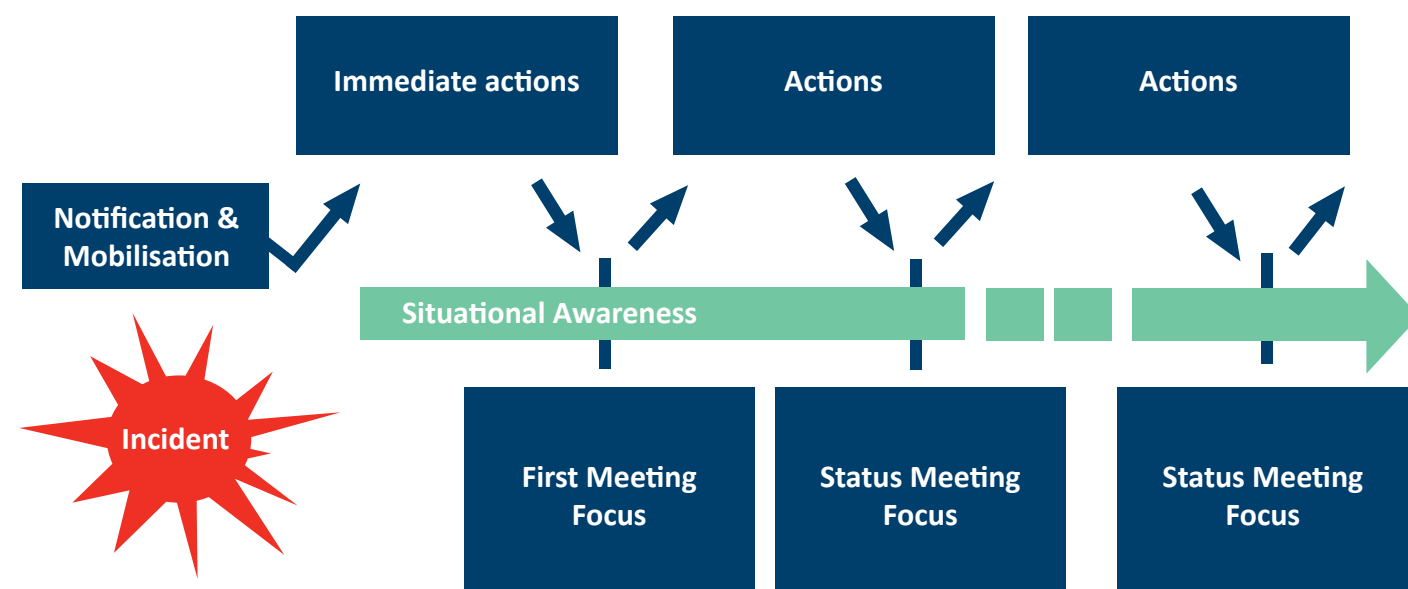 Immediate actions
Actions
Actions
Notification &
Mobilisation
Situational Awareness
Incident
First Meeting
Focus
Status Meeting
Focus
Status Meeting
Focus